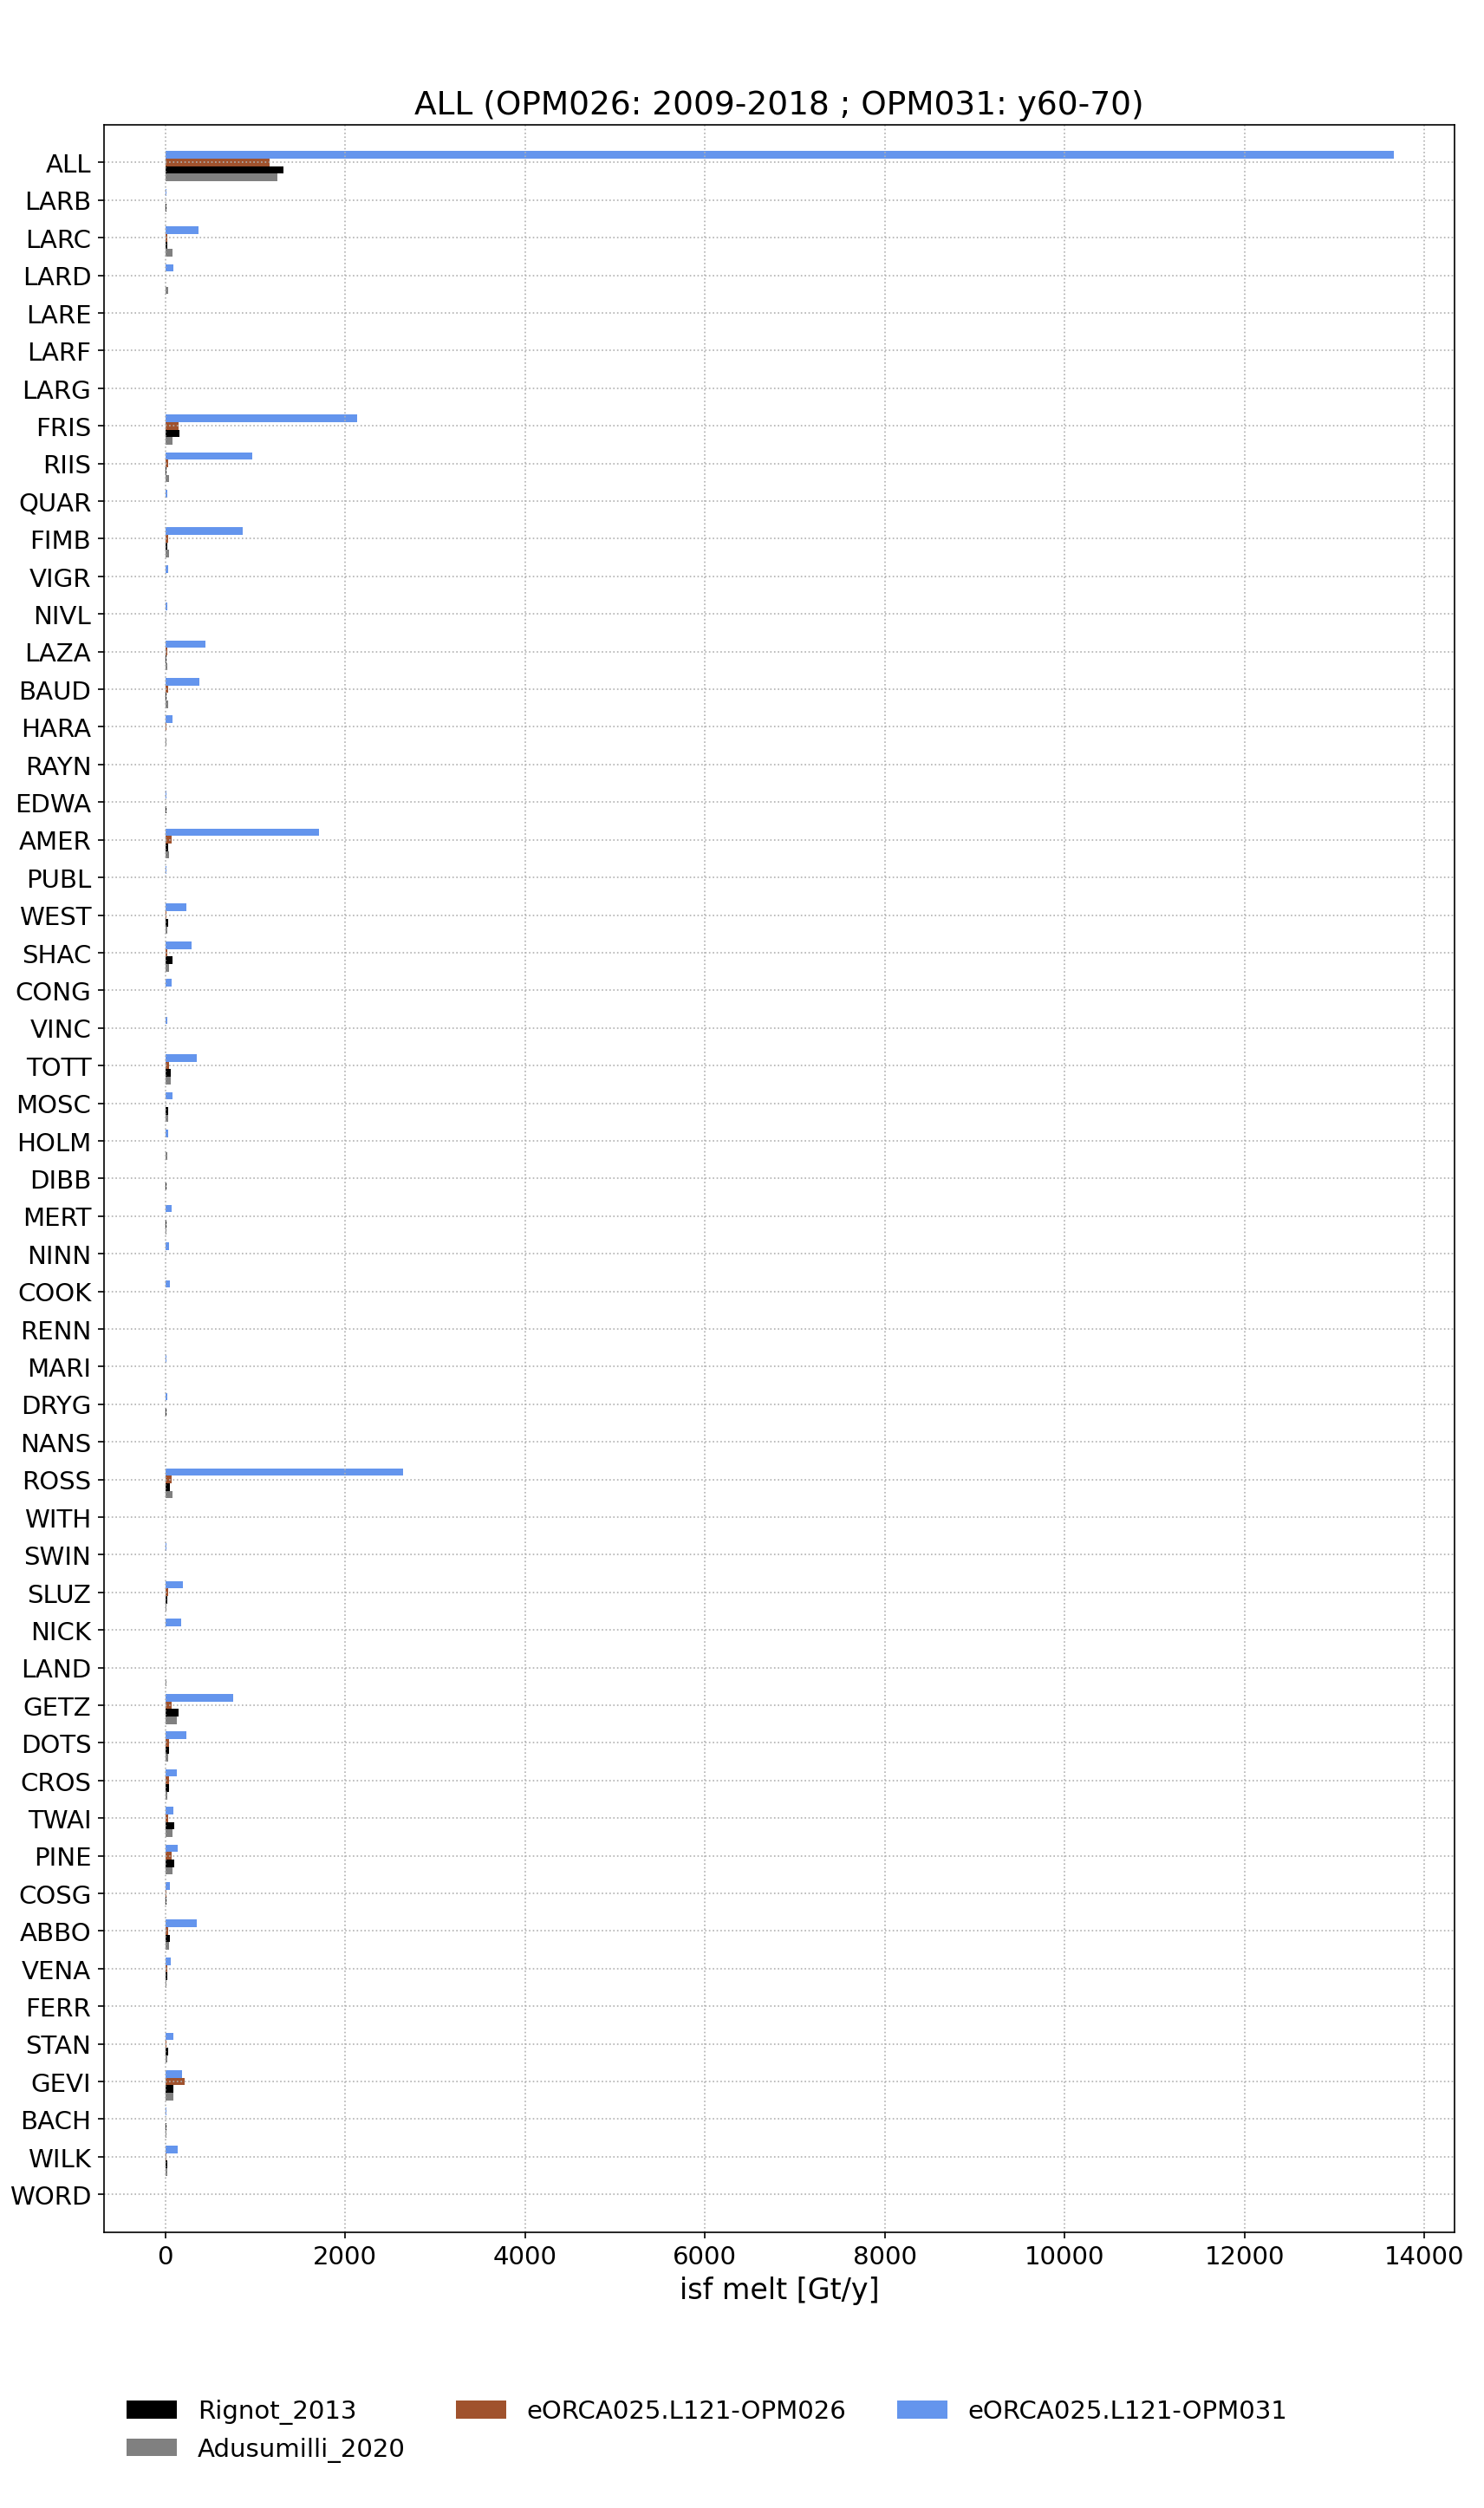 ALL (OPM026: 2009-2018 ; OPM031: y60-70)
ALL
LARB
LARC
LARD
LARE
LARF
LARG
FRIS
RIIS
QUAR
FIMB
VIGR
NIVL
LAZA
BAUD
HARA
RAYN
EDWA
AMER
PUBL
WEST
SHAC
CONG
VINC
TOTT
MOSC
HOLM
DIBB
MERT
NINN
COOK
RENN
MARI
DRYG
NANS
ROSS
WITH
SWIN
SLUZ
NICK
LAND
GETZ
DOTS
CROS
TWAI
PINE
COSG
ABBO
VENA
FERR
STAN
GEVI
BACH
WILK
WORD
0 2000 4000 6000 8000 10000 12000 14000
isf melt [Gt/y]
Rignot_2013 eORCA025.L121-OPM026 eORCA025.L121-OPM031
Adusumilli_2020